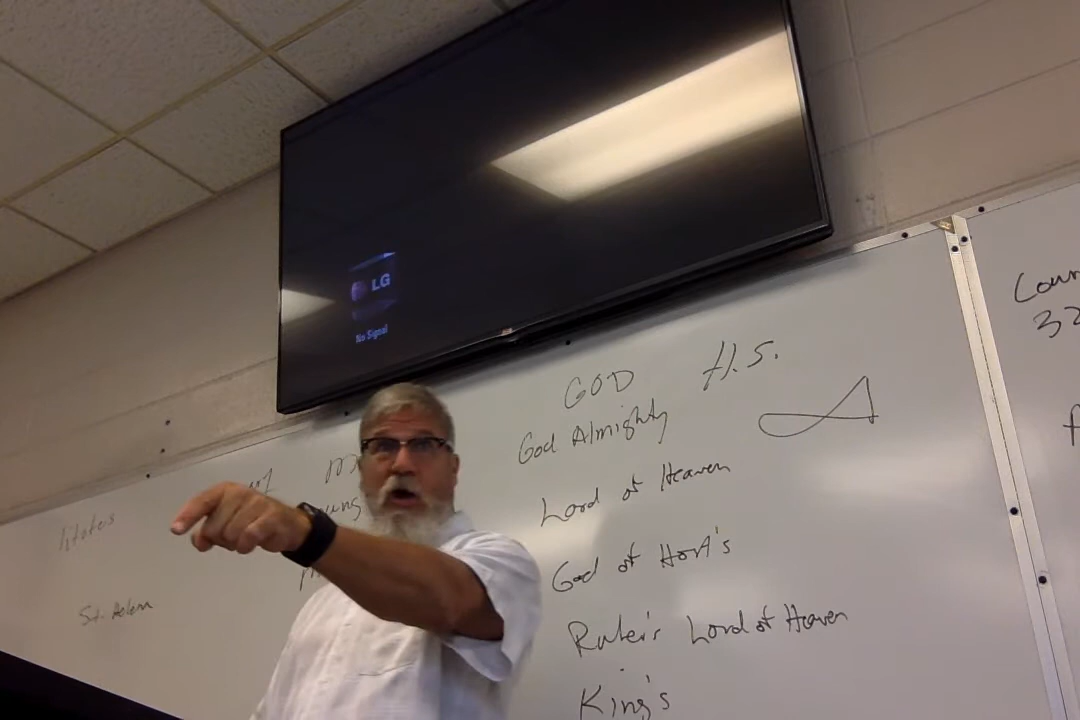 LG
No Signal
GOD H.S.
God Almighty
Lord of Heaven
God of Host's
Ruler's Lord of Heaven
King's
St. Helen
32